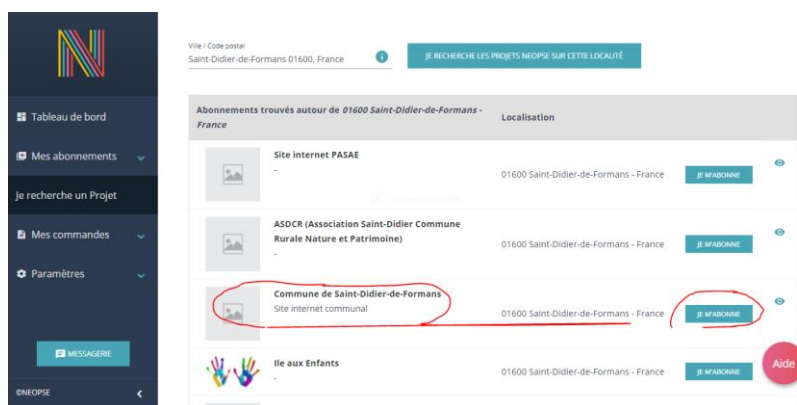 N
Ville / Code postal
Saint-Didier-de-Formans 01600, France
i
JE RECHERCHE LES PROJETS NEOPSE SUR CETTE LOCALITÉ
Tableau de bord
Mes abonnements
Je recherche un Projet
Mes commandes
Paramètres
MESSAGERIE
©NEOPSE
Abonnements trouvés autour de 01600 Saint-Didier-de-Formans -
France
Localisation
Site internet PASAE
-
01600 Saint-Didier-de-Formans - France
JE M'ABONNE
ASDCR (Association Saint-Didier Commune
Rurale Nature et Patrimoine)
-
01600 Saint-Didier-de-Formans - France
JE M'ABONNE
Commune de Saint-Didier-de-Formans
Site internet communal
01600 Saint-Didier-de-Formans - France
JE M'ABONNE
Ile aux Enfants
-
01600 Saint-Didier-de-Formans - France
JE M'ABONNE
Aide